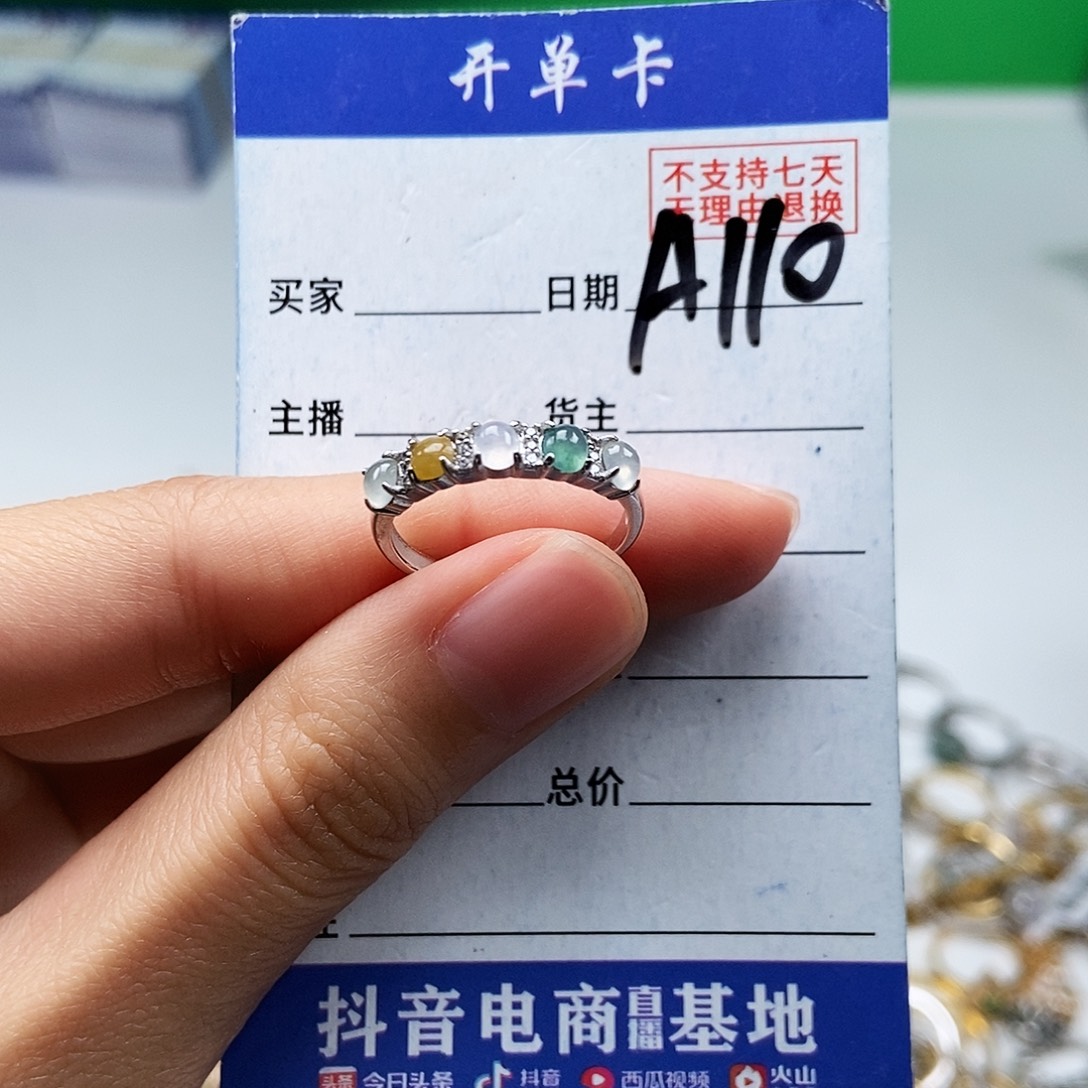 开单卡
不支持七天
无理由退换
A110
买家 日期
主播 货主
总价
抖音电商直播基地
头条 今日头条 抖音 西瓜视频 火山